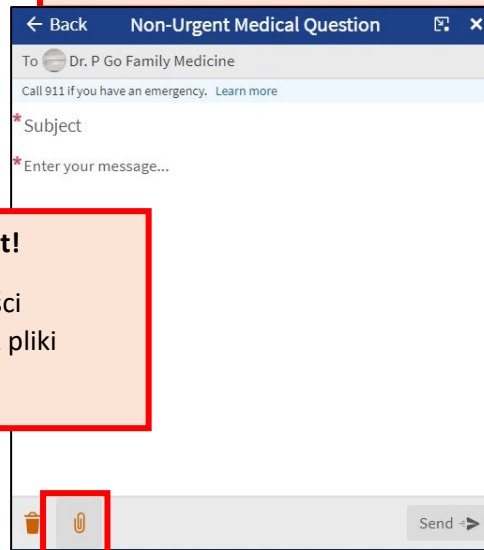 ← Back Non-Urgent Medical Question
To Dr. P Go Family Medicine
Call 911 if you have an emergency. Learn more
*Subject
*Enter your message...
t!
ci
pliki
Send